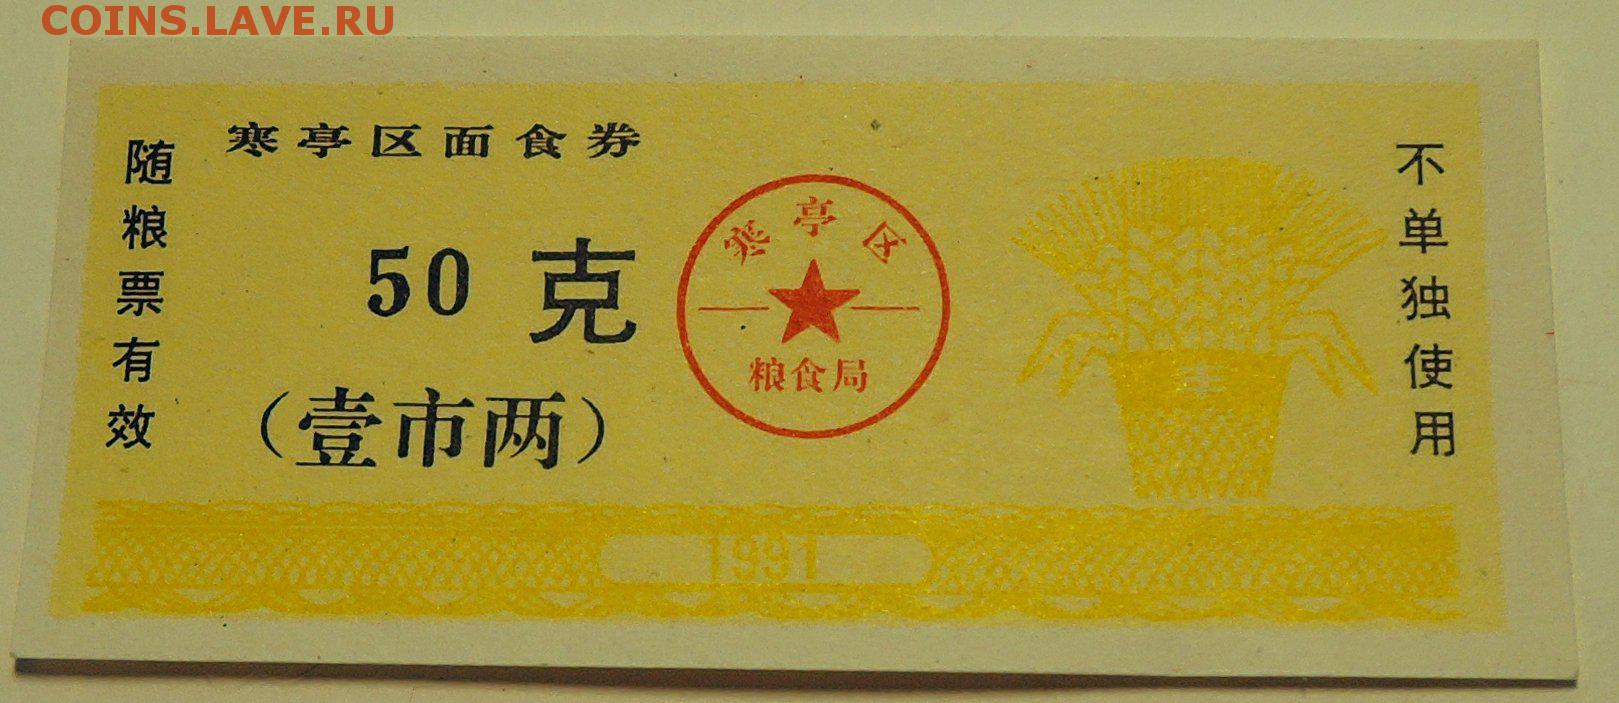 COINS.LAVE.RU
寒亭区面食券
随粮票有效
50 克
（壹市两）
寒亭区
粮食局
不单独使用
丰
1991